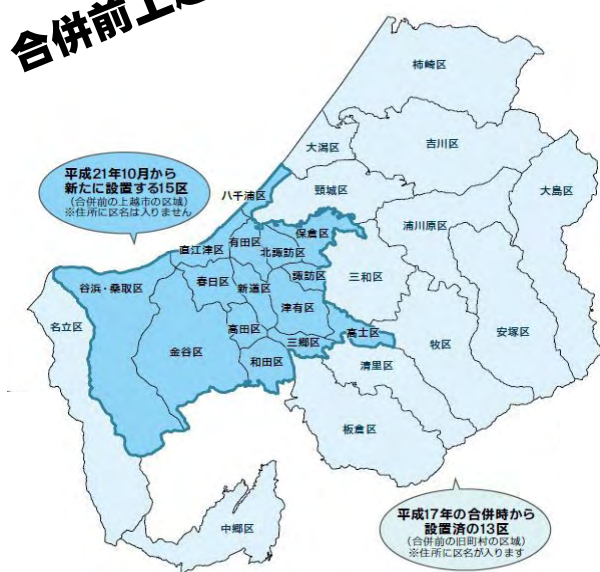 合併前上
柿崎区
大潟区
吉川区
平成21年10月から
新たに設置する15区
(合併前の上越市の区域)
※住所に区名は入りません
八千浦区
頸城区
大島区
浦川原区
保倉区
有田区
直江津区
北諏訪区
諏訪区
三和区
谷浜・桑取区
春日区
新道区
津有区
名立区
高田区
高士区
安塚区
牧区
金谷区
三郷区
和田区
清里区
板倉区
中郷区
平成17年の合併時から
設置済の13区
(合併前の旧町村の区域)
※住所に区名が入ります